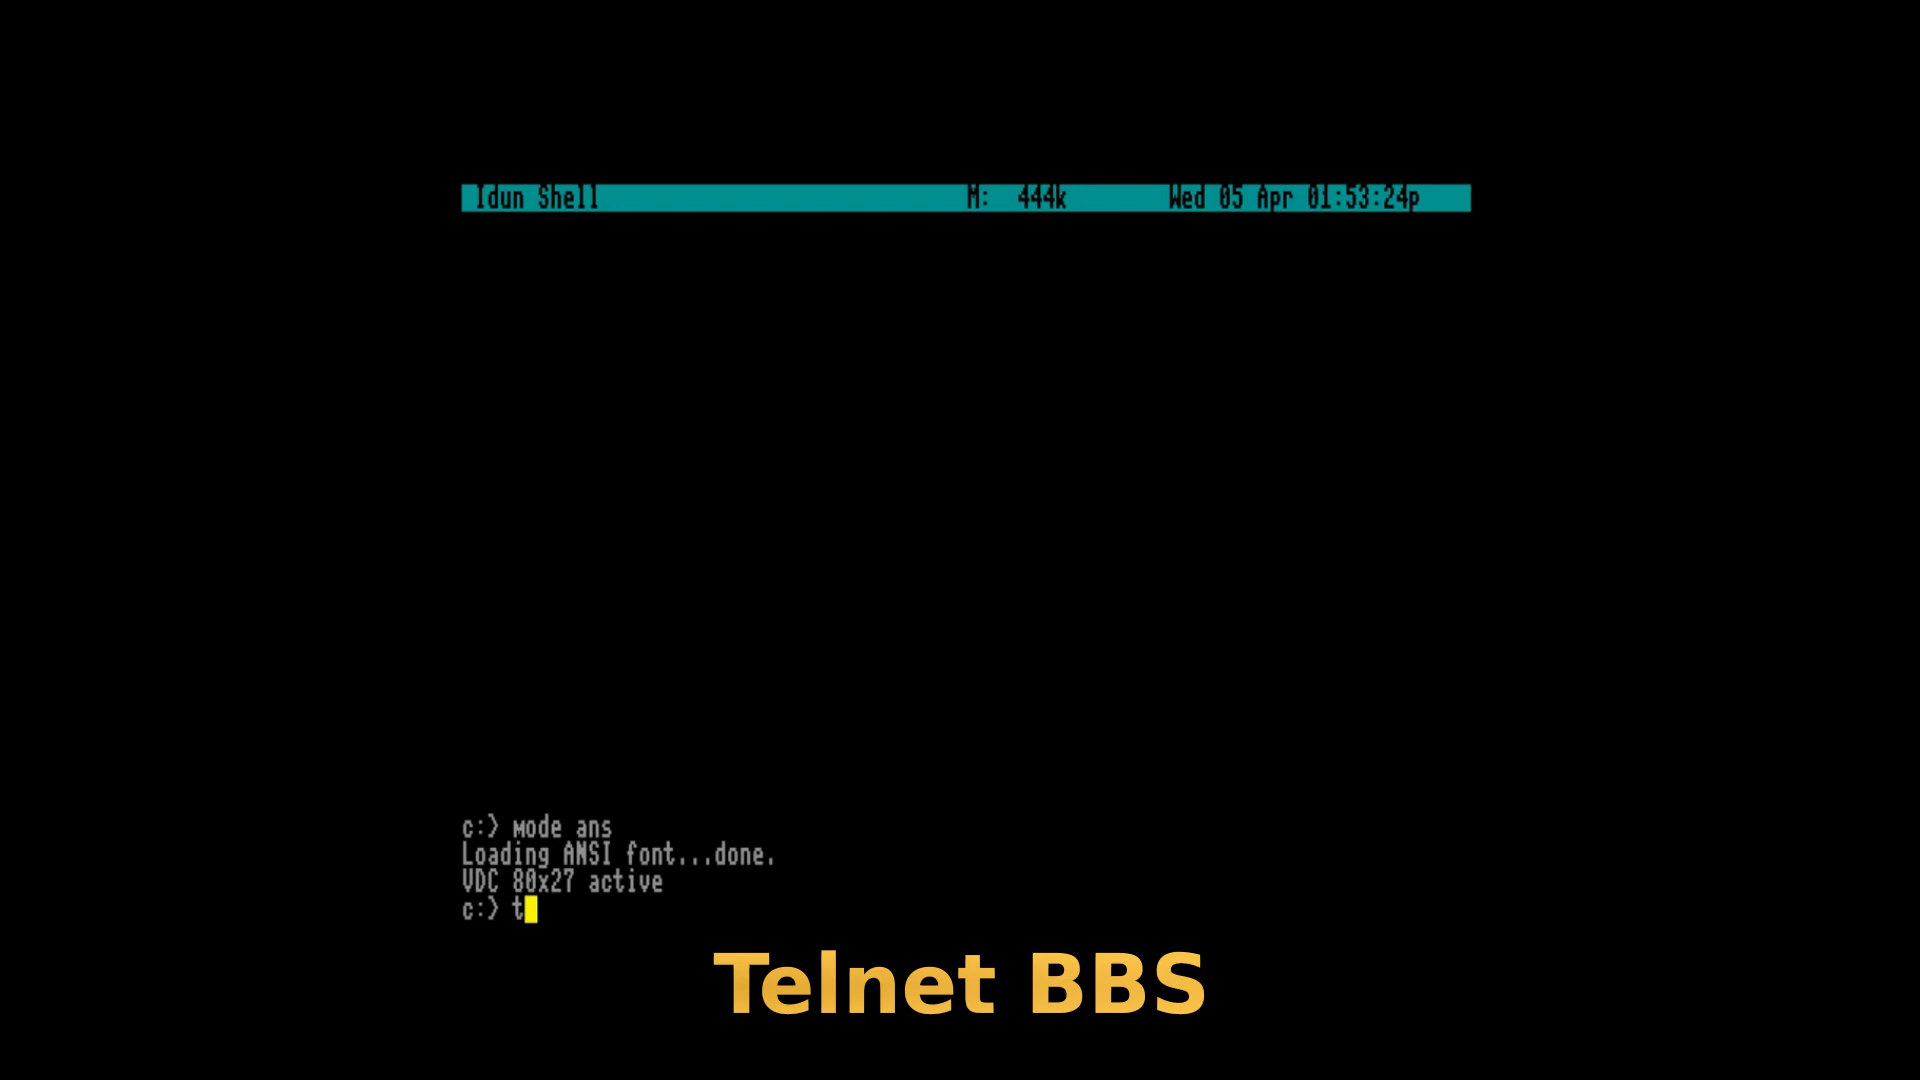 Idun Shell M: 444k Wed 05 Apr 01:53:24p
c:> mode ans
Loading ANSI font...done.
VDC 80x27 active
c:> t
Telnet BBS